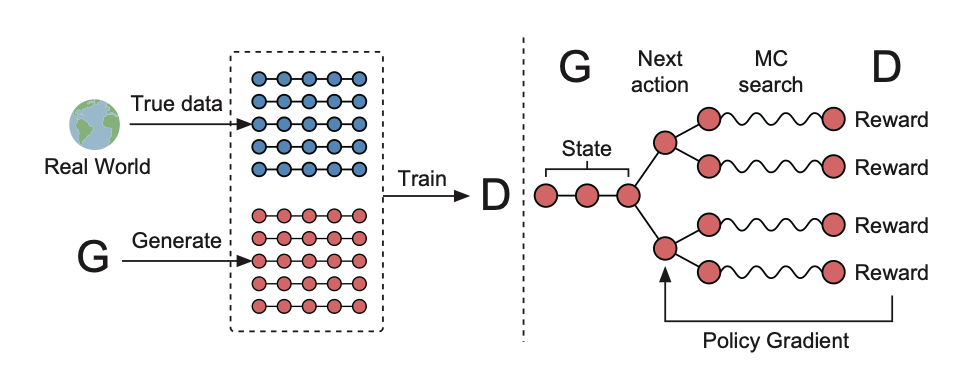 True data
Real World
G
Generate
Train
D
G
Next
action
MC
search
D
State
Reward
Reward
Reward
Reward
Policy Gradient